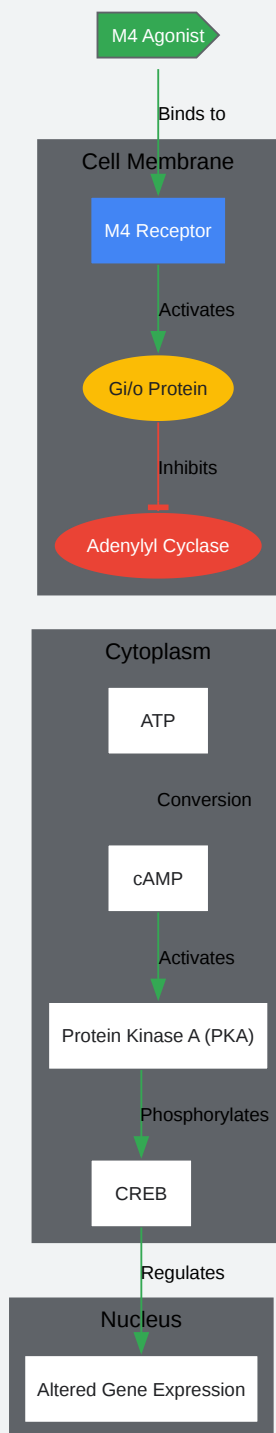 M4 Agonist
Binds to
Cell Membrane
M4 Receptor
Activates
Gi/o Protein
Inhibits
Adenylyl Cyclase
Cytoplasm
ATP
Conversion
cAMP
Activates
Protein Kinase A (PKA)
Phosphorylates
CREB
Regulates
Nucleus
Altered Gene Expression